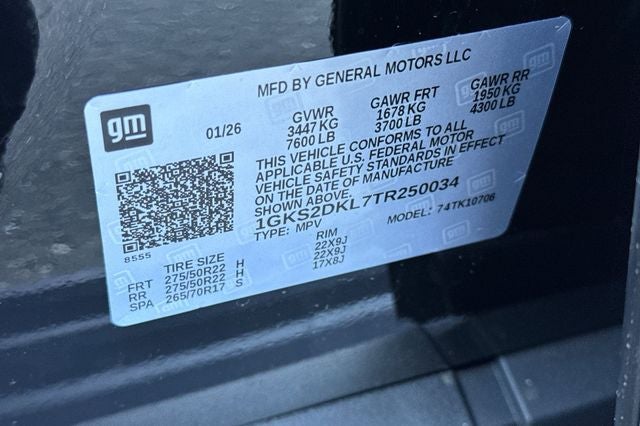 MFD BY GENERAL MOTORS LLC
gm
01/26
GVWR
3447 KG
7600 LB
GAWR FRT
1678 KG
3700 LB
GAWR RR
1950 KG
4300 LB
THIS VEHICLE CONFORMS TO ALL
APPLICABLE U.S. FEDERAL MOTOR
VEHICLE SAFETY STANDARDS IN EFFECT
ON THE DATE OF MANUFACTURE
SHOWN ABOVE.
1GKS2DKL7TR250034
TYPE: MPV MODEL: 74TK10706
8555
TIRE SIZE RIM
FRT 275/50R22 H 22X9J
RR 275/50R22 H 22X9J
SPA 265/70R17 S 17X8J